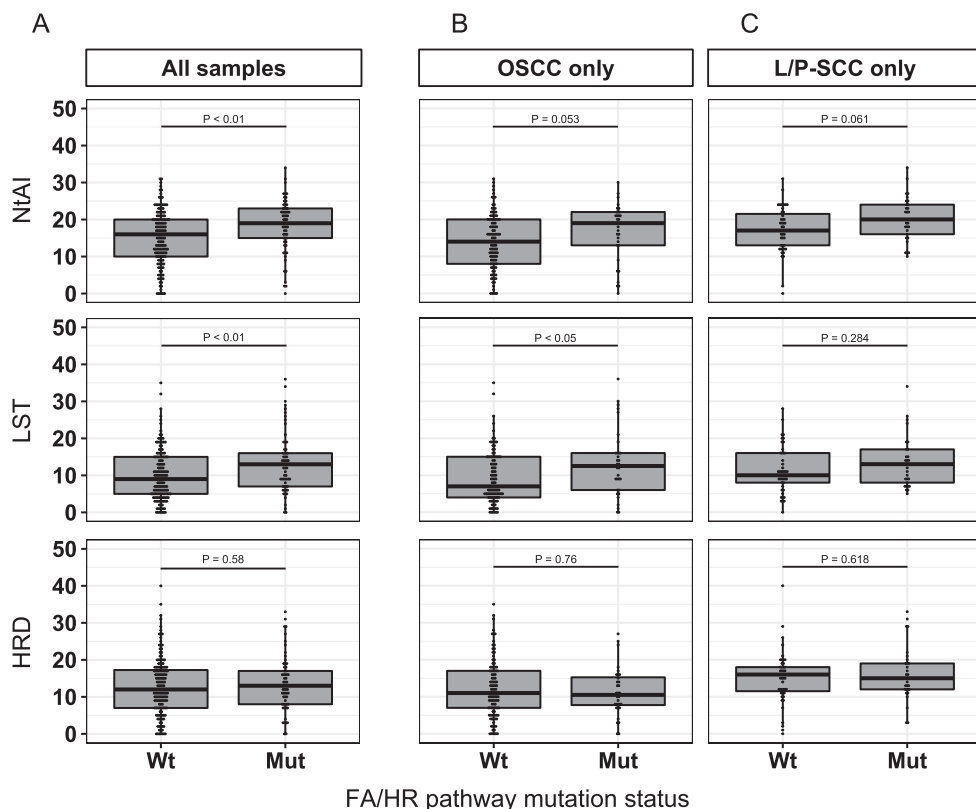 A B C
All samples OSCC only L/P-SCC only
NtAI
50
40
30
20
10
0
P < 0.01 P = 0.053 P = 0.061
LST
50
40
30
20
10
0
P < 0.01 P < 0.05 P = 0.284
HRD
50
40
30
20
10
0
P = 0.58 P = 0.76 P = 0.618
Wt Mut Wt Mut Wt Mut
FA/HR pathway mutation status